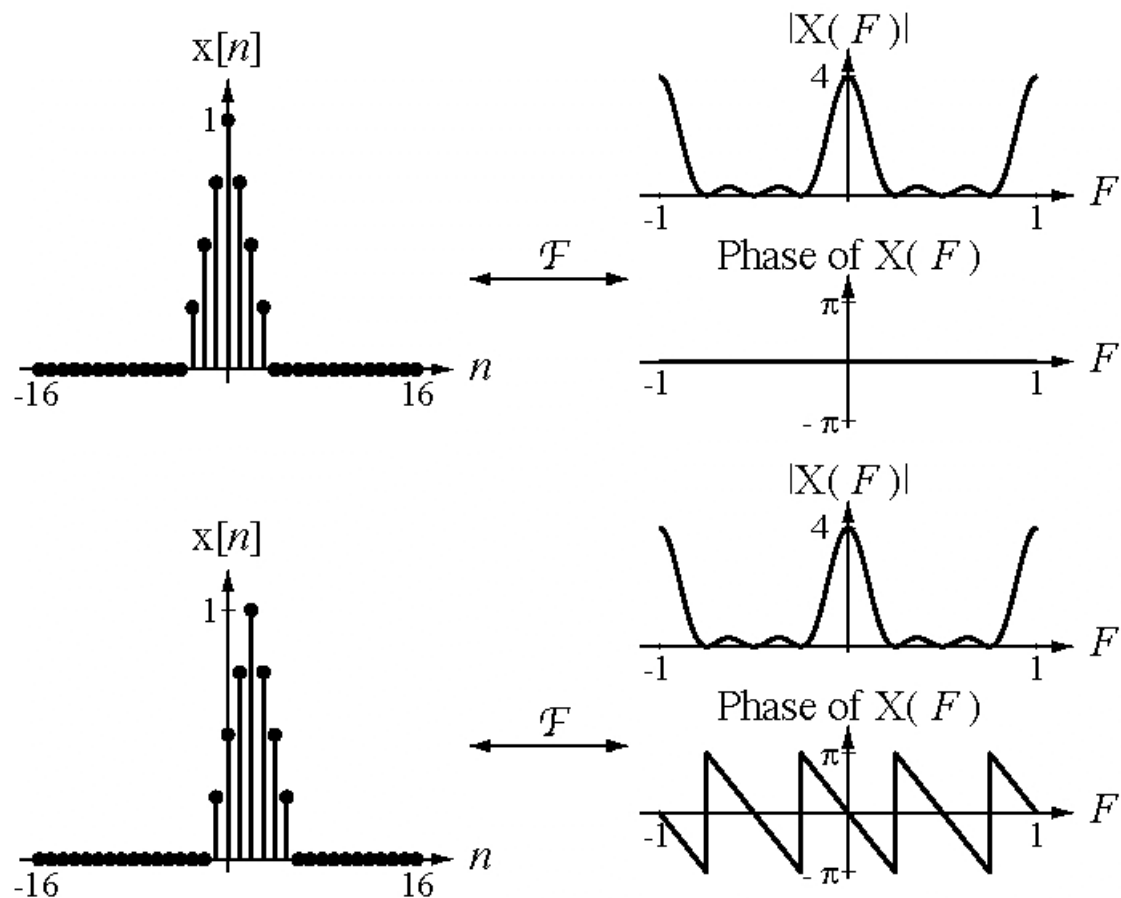 x[n]
1
-16
16
n
ℱ
|X( F )|
4
-1
1
F
Phase of X( F )
π
-1
1
F
- π
x[n]
1
-16
16
n
ℱ
|X( F )|
4
-1
1
F
Phase of X( F )
π
-1
1
F
- π